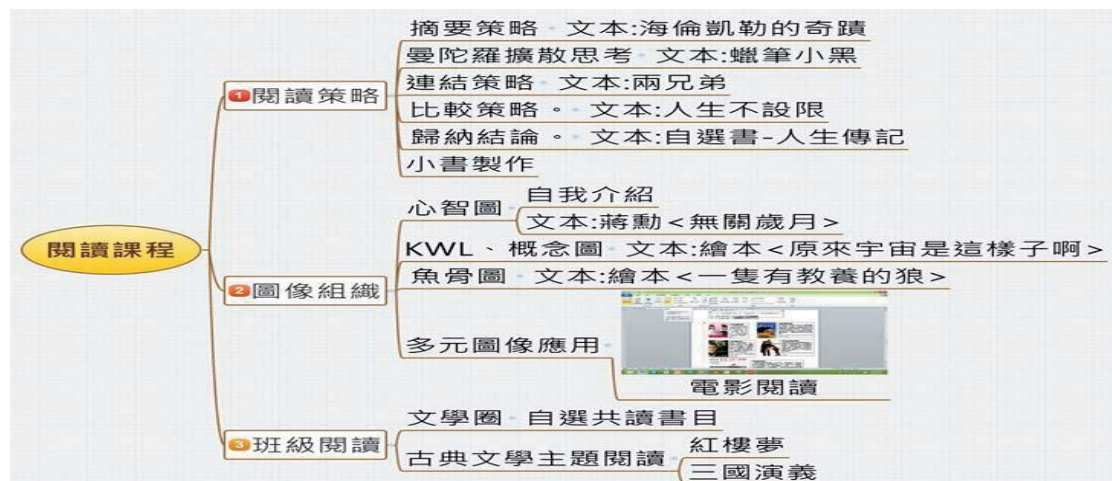 閱讀課程
1閱讀策略
摘要策略 文本:海倫凱勒的奇蹟
曼陀羅擴散思考 文本:蠟筆小黑
連結策略 文本:兩兄弟
比較策略。 文本:人生不設限
歸納結論。 文本:自選書-人生傳記
小書製作
2圖像組織
心智圖
自我介紹
文本:蔣勳<無關歲月>
KWL、概念圖 文本:繪本<原來宇宙是這樣子啊>
魚骨圖 文本:繪本<一隻有教養的狼>
多元圖像應用
電影閱讀
3班級閱讀
文學圈 自選共讀書目
古典文學主題閱讀
紅樓夢
三國演義